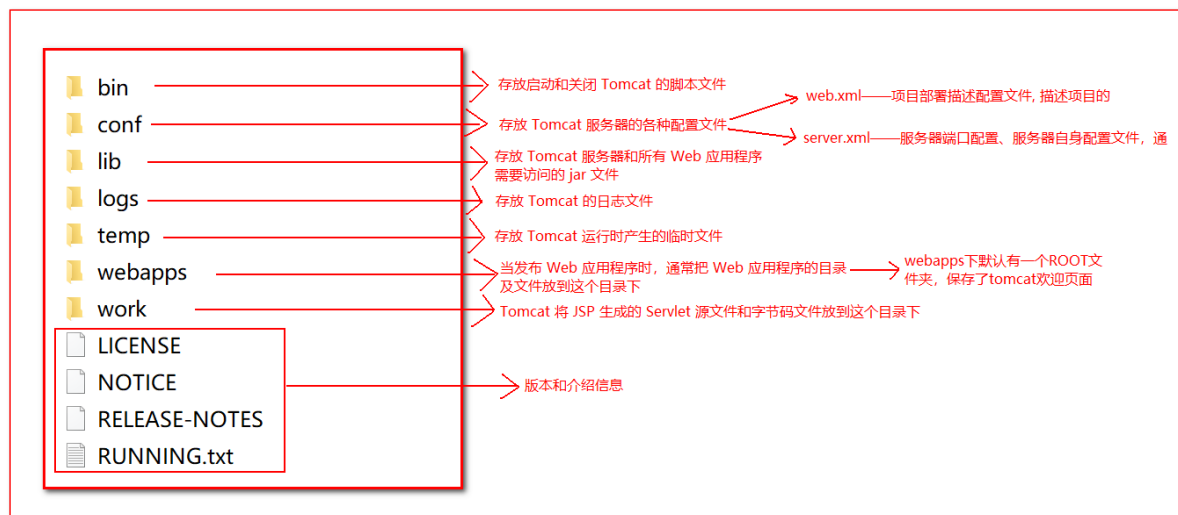 bin
存放启动和关闭 Tomcat 的脚本文件
conf
存放 Tomcat 服务器的各种配置文件
web.xml——项目部署描述配置文件, 描述项目的
server.xml——服务器端口配置、服务器自身配置文件，通
lib
存放 Tomcat 服务器和所有 Web 应用程序
需要访问的 jar 文件
logs
存放 Tomcat 的日志文件
temp
存放 Tomcat 运行时产生的临时文件
webapps
当发布 Web 应用程序时，通常把 Web 应用程序的目录
及文件放到这个目录下
webapps下默认有一个ROOT文
件夹，保存了tomcat欢迎页面
work
Tomcat 将 JSP 生成的 Servlet 源文件和字节码文件放到这个目录下
LICENSE
NOTICE
RELEASE-NOTES
RUNNING.txt
版本和介绍信息